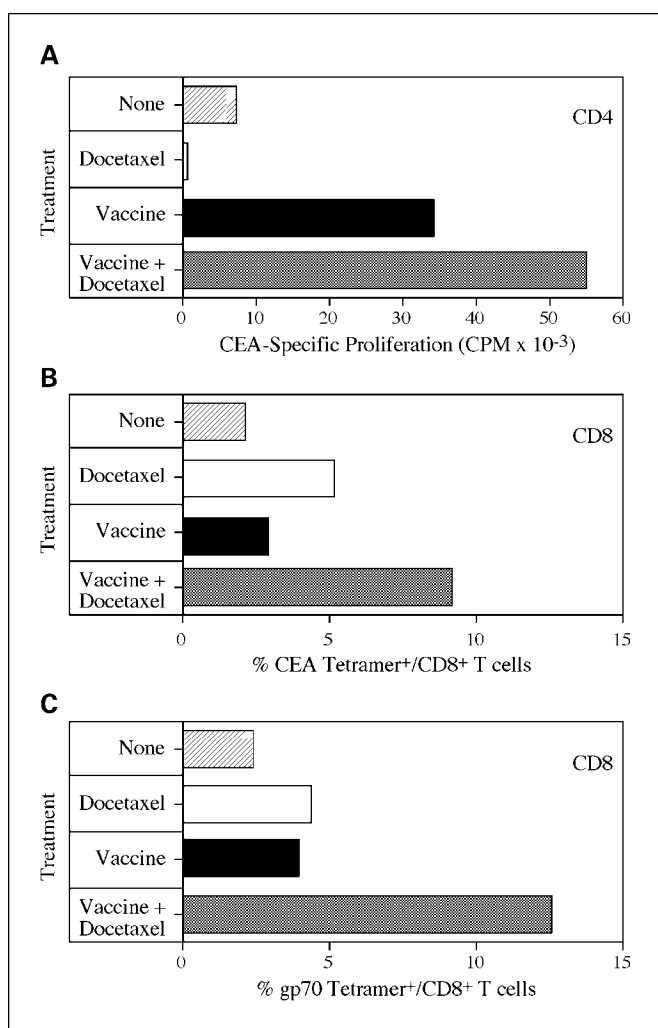 A
Treatment
None
CD4
Docetaxel
Vaccine
Vaccine +
Docetaxel
0 10 20 30 40 50 60
CEA-Specific Proliferation (CPM x 10-3)
B
Treatment
None
CD8
Docetaxel
Vaccine
Vaccine +
Docetaxel
0 5 10 15
% CEA Tetramer+/CD8+ T cells
C
Treatment
None
CD8
Docetaxel
Vaccine
Vaccine +
Docetaxel
0 5 10 15
% gp70 Tetramer+/CD8+ T cells